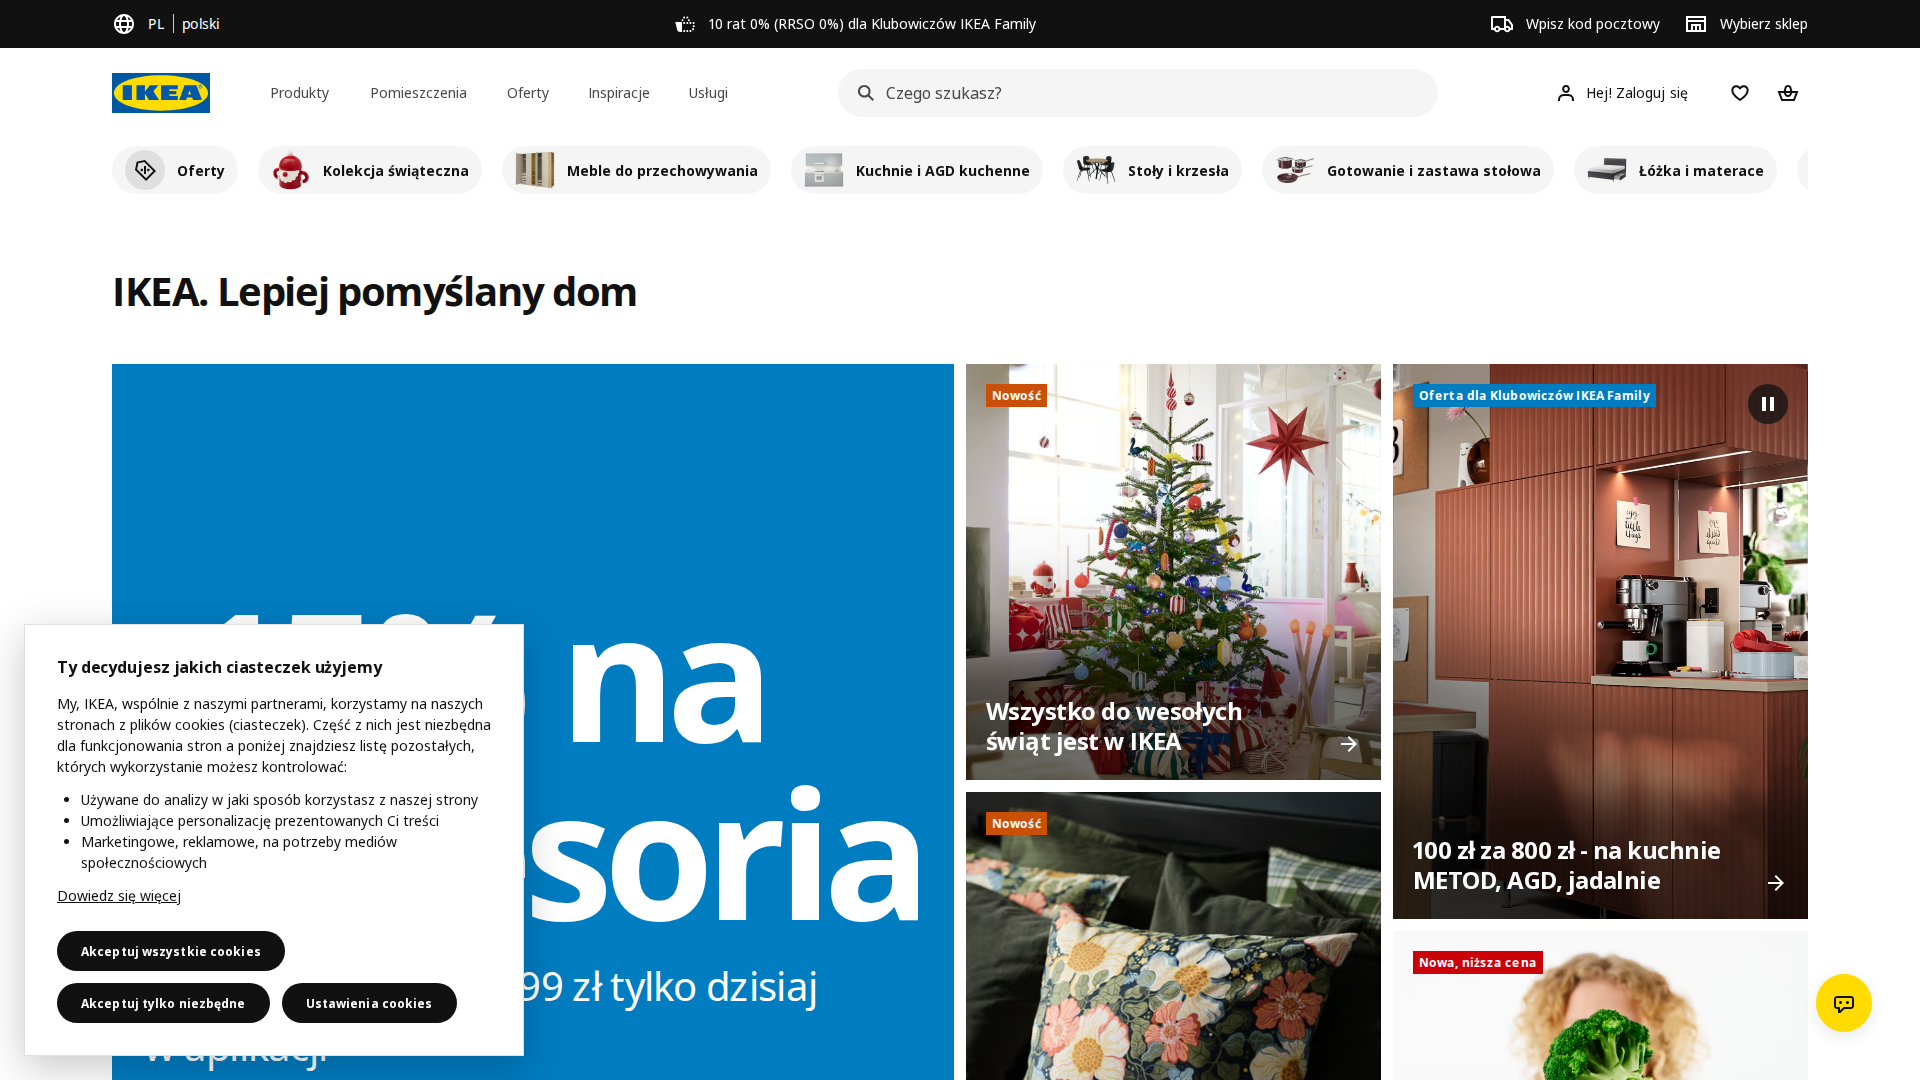 PL
polski
10 rat 0% (RRSO 0%) dla Klubowiczów IKEA Family
Wpisz kod pocztowy
Wybierz sklep
IKEA
Produkty
Pomieszczenia
Oferty
Inspiracje
Usługi
Czego szukasz?
Hej! Zaloguj się
Oferty
Kolekcja świąteczna
Meble do przechowywania
Kuchnie i AGD kuchenne
Stoły i krzesła
Gotowanie i zastawa stołowa
Łóżka i materace
IKEA. Lepiej pomyślany dom
na
99 zł tylko dzisiaj
w aplikacji
Nowość
Wszystko do wesołych
świąt jest w IKEA
Nowość
Oferta dla Klubowiczów IKEA Family
100 zł za 800 zł - na kuchnie
METOD, AGD, jadalnie
Nowa, niższa cena
Ty decydujesz jakich ciasteczek użyjemy
My, IKEA, wspólnie z naszymi partnerami, korzystamy na naszych
stronach z plików cookies (ciasteczek). Część z nich jest niezbędna
dla funkcjonowania stron a poniżej znajdziesz listę pozostałych,
których wykorzystanie możesz kontrolować:
Używane do analizy w jaki sposób korzystasz z naszej strony
Umożliwiające personalizację prezentowanych Ci treści
Marketingowe, reklamowe, na potrzeby mediów
społecznościowych
Dowiedz się więcej
Akceptuj wszystkie cookies
Akceptuj tylko niezbędne
Ustawienia cookies